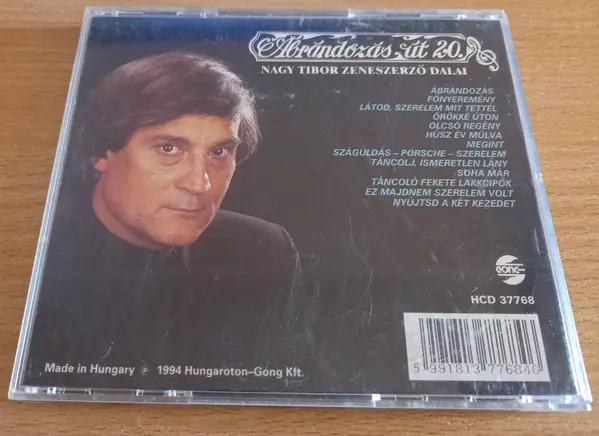 Ábrándozás út 20.
NAGY TIBOR ZENESZERZŐ DALAI
ÁBRÁNDOZÁS
FŐNYEREMÉNY
LÁTOD, SZERELEM MIT TETTÉL
ÖRÖKKÉ ÚTON
OLCSÓ REGÉNY
HÚSZ ÉV MÚLVA
MEGINT
SZÁGULDÁS – PORSCHE – SZERELEM
TÁNCOLJ, ISMERETLEN LÁNY
SOHA MÁR
TÁNCOLÓ FEKETE LAKKCIPŐK
EZ MAJDNEM SZERELEM VOLT
NYÚJTSD A KÉT KEZEDET
GONG
HCD 37768
5 991813 776846
Made in Hungary Ⓟ 1994 Hungaroton–Gong Kft.